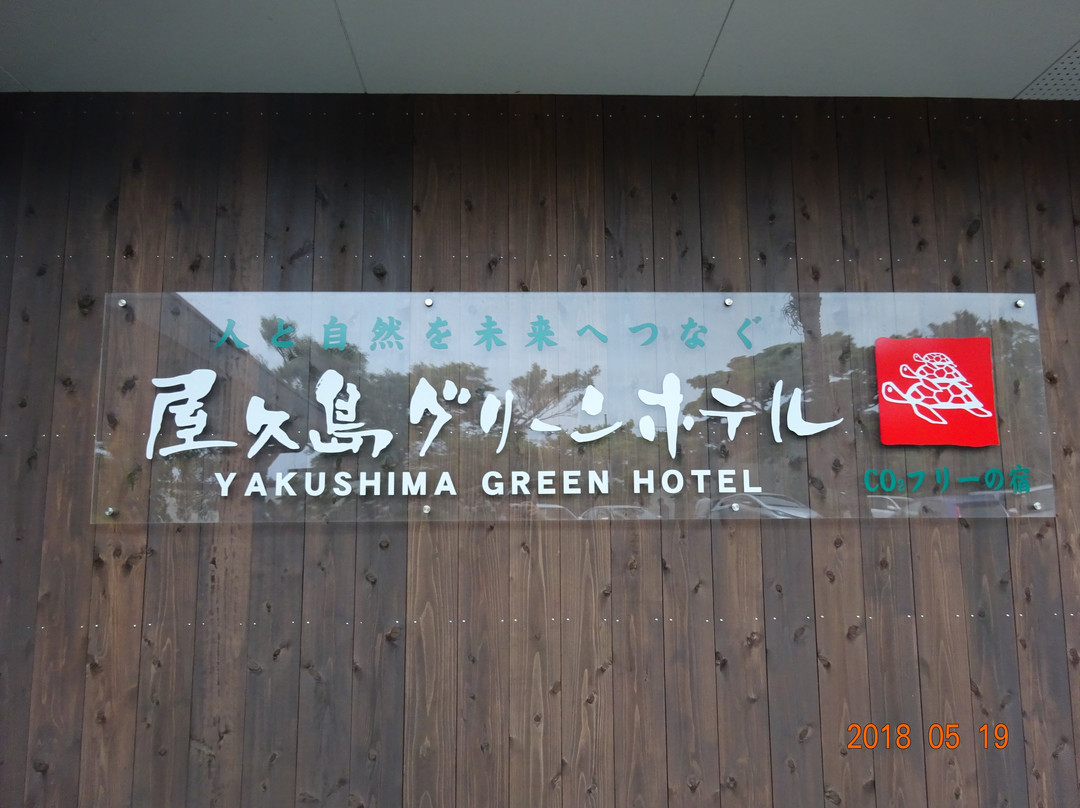 人と自然を未来へつなぐ
屋久島グリーンホテル
YAKUSHIMA GREEN HOTEL
CO₂フリーの宿
2018 05 19